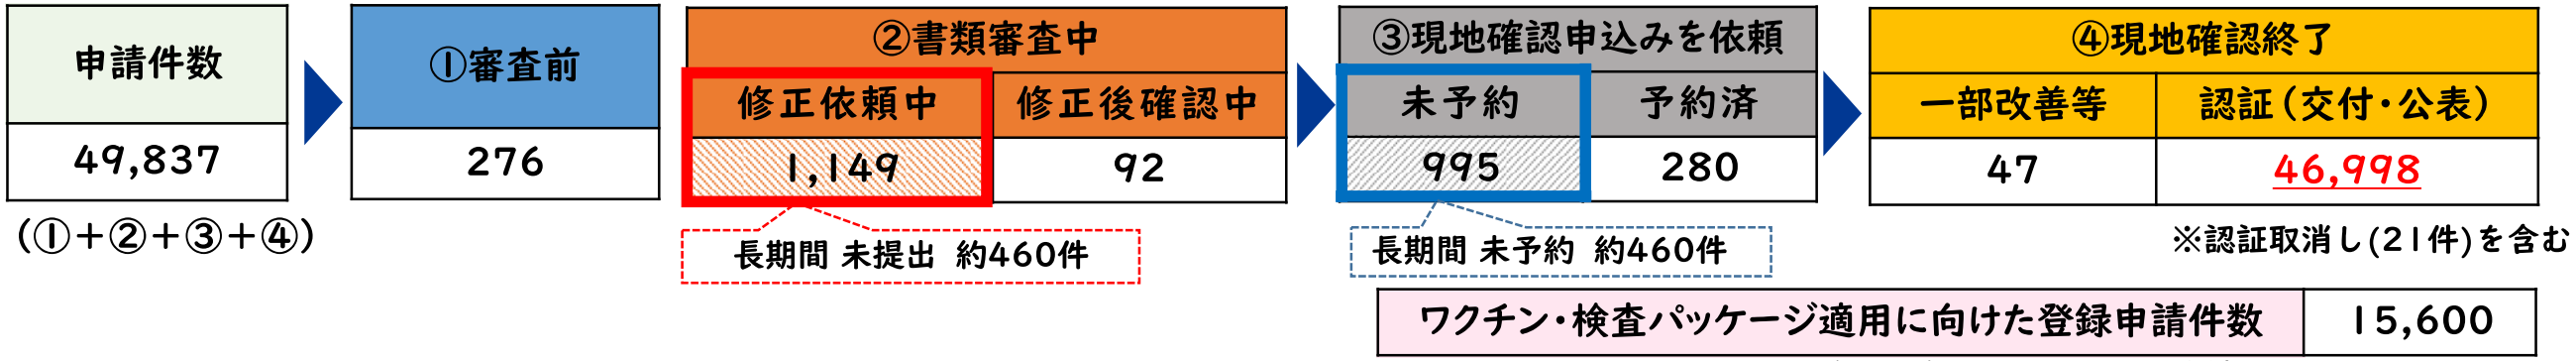 申請件数
49,837
(①+②+③+④)
①審査前
276
②書類審査中
修正依頼中 修正後確認中
1,149 92
長期間 未提出 約460件
③現地確認申込みを依頼
未予約 予約済
995 280
長期間 未予約 約460件
④現地確認終了
一部改善等 認証(交付・公表)
47 46,998
※認証取消し(21件)を含む
ワクチン・検査パッケージ適用に向けた登録申請件数 15,600